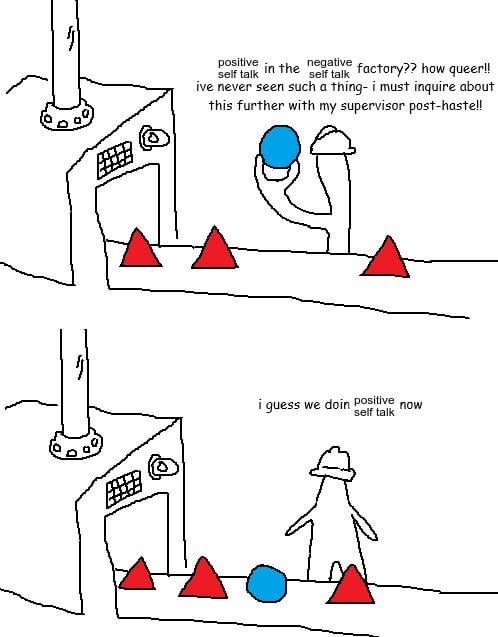 positive self talk in the negative self talk factory?? how queer!!
ive never seen such a thing- i must inquire about
this further with my supervisor post-haste!!
i guess we doin positive self talk now